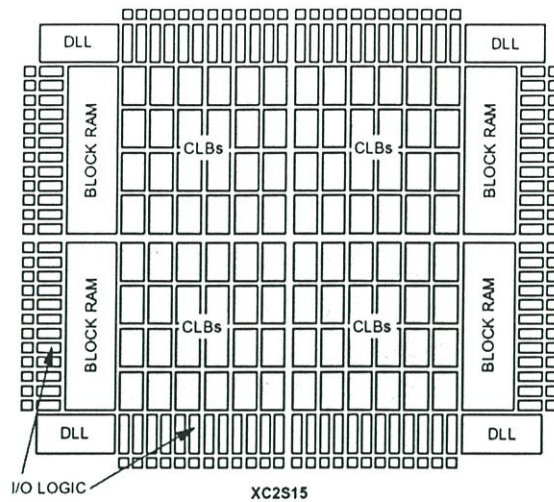 DLL
DLL
BLOCK RAM
CLBs
CLBs
BLOCK RAM
BLOCK RAM
CLBs
CLBs
BLOCK RAM
DLL
DLL
I/O LOGIC
XC2S15